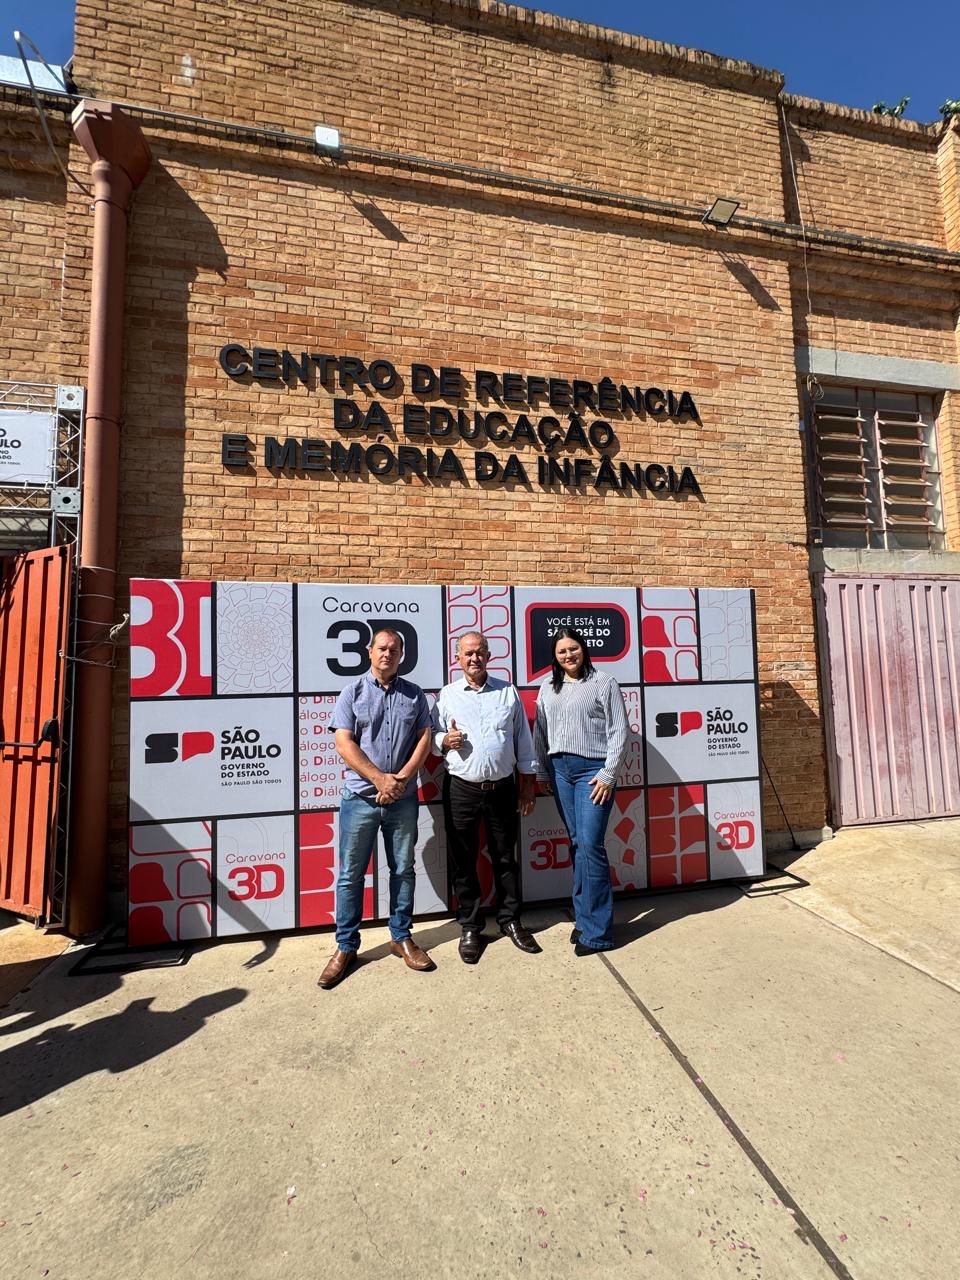 CENTRO DE REFERÊNCIA
DA EDUCAÇÃO
E MEMÓRIA DA INFÂNCIA
Caravana
3D
VOCÊ ESTÁ EM
SÃO JOSÉ DO
SÃO
PAULO
GOVERNO
DO ESTADO
SÃO PAULO SÃO TODOS
o Diálogo
Diálogo
SÃO
PAULO
GOVERNO
DO ESTADO
SÃO PAULO SÃO TODOS
Caravana
3D
Caravana
3D
Caravana
3D